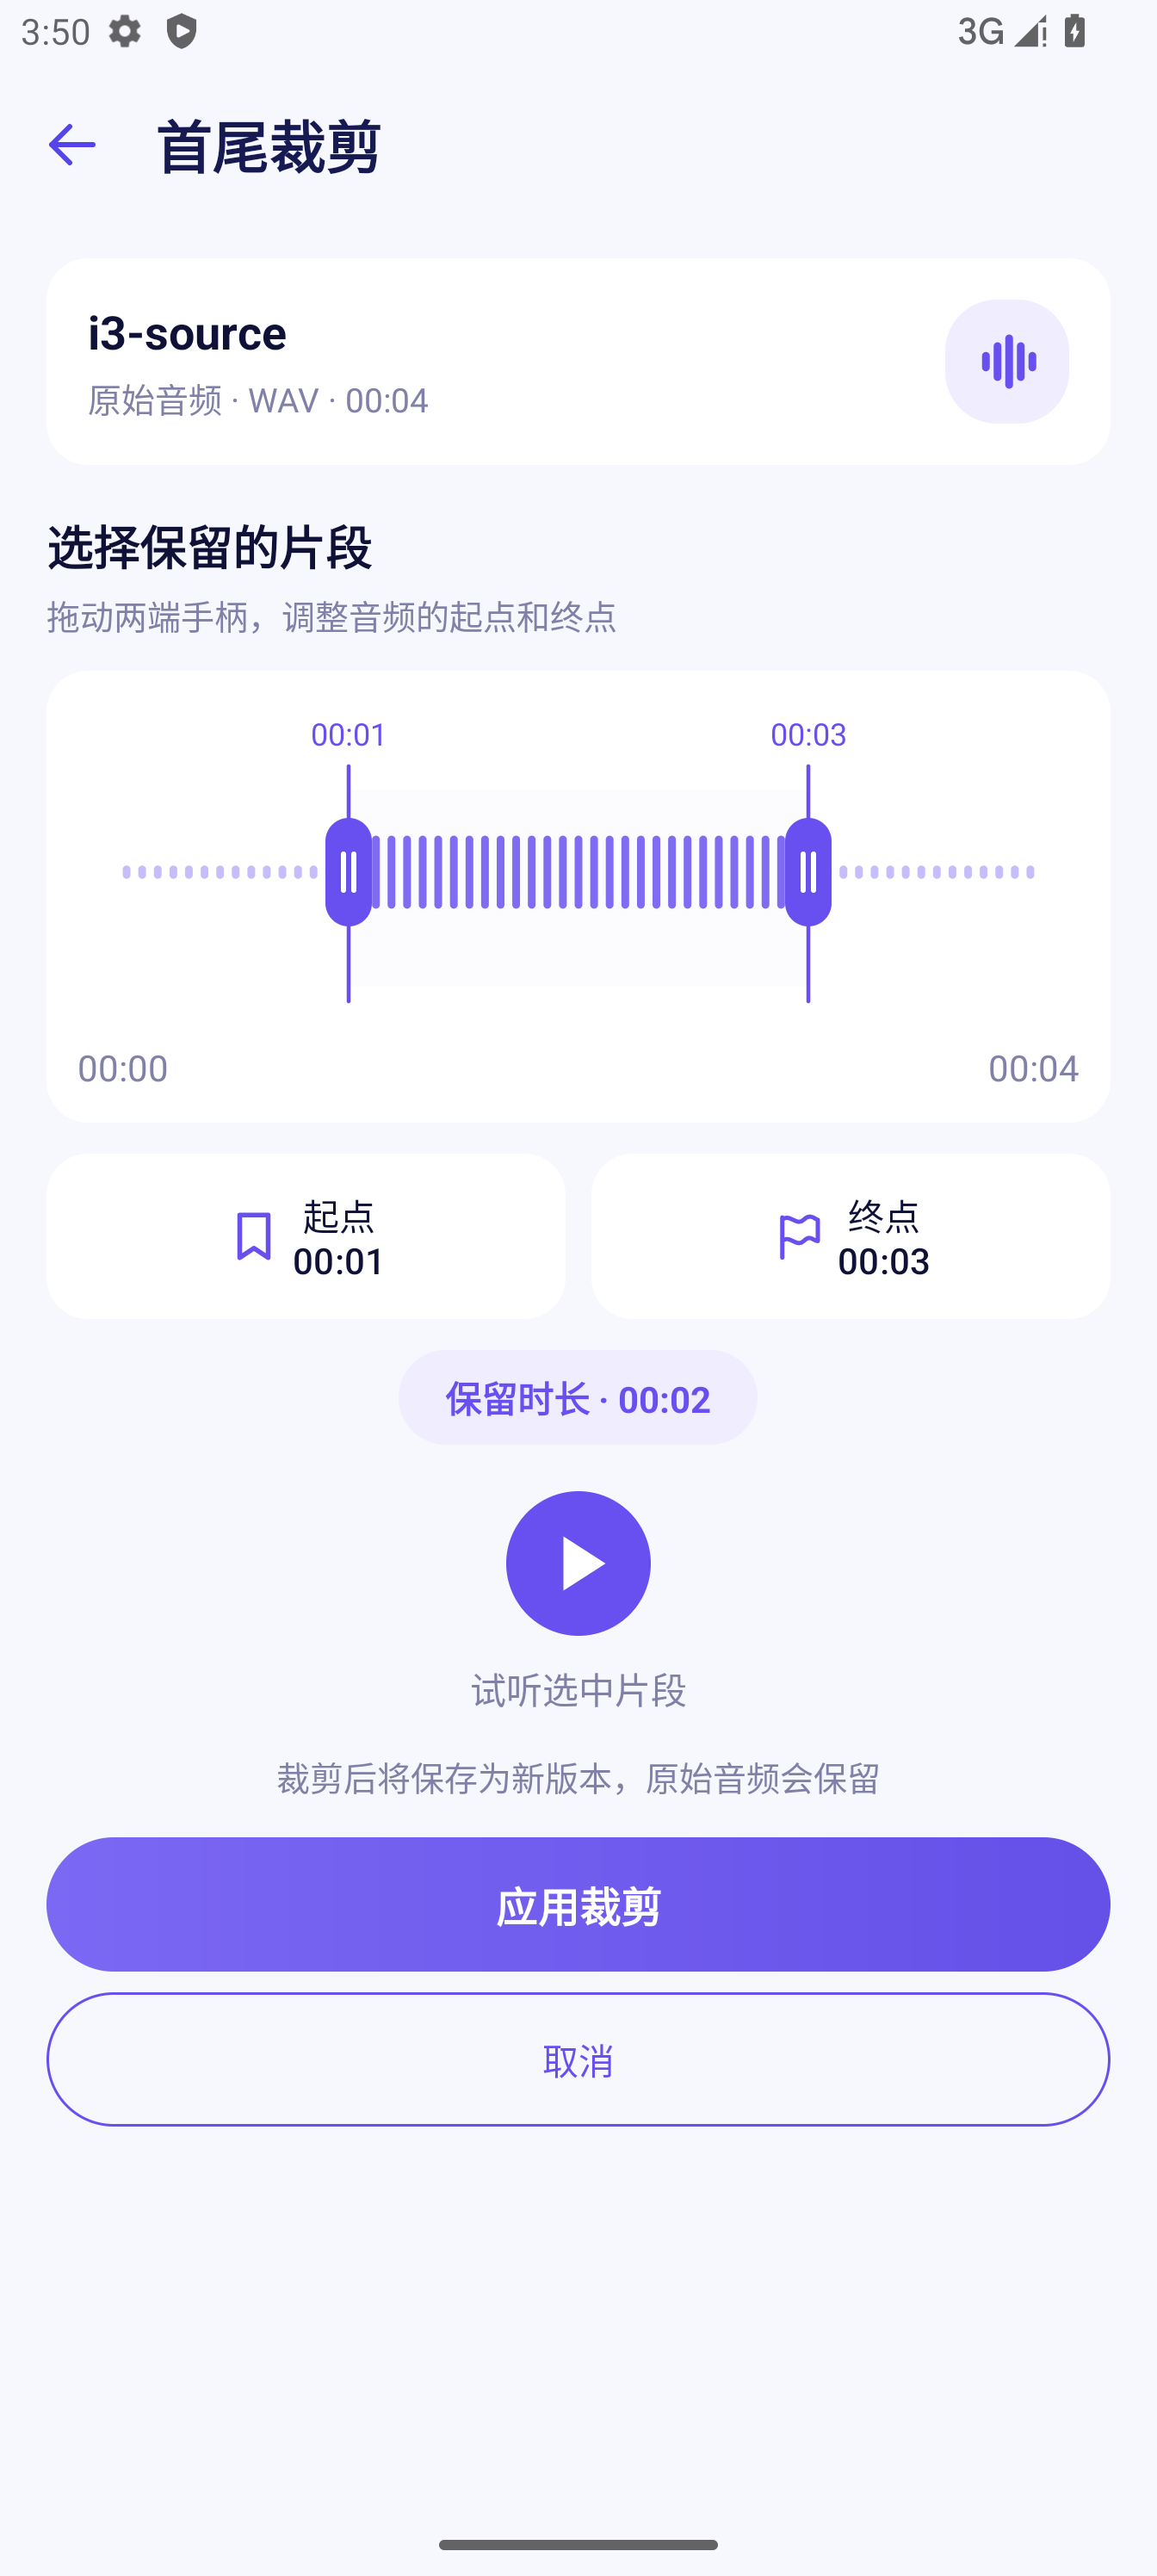 3:50
3G
首尾裁剪
i3-source
原始音频 · WAV · 00:04
选择保留的片段
拖动两端手柄，调整音频的起点和终点
00:01 00:03
00:00 00:04
起点
00:01
终点
00:03
保留时长 · 00:02
试听选中片段
裁剪后将保存为新版本，原始音频会保留
应用裁剪
取消